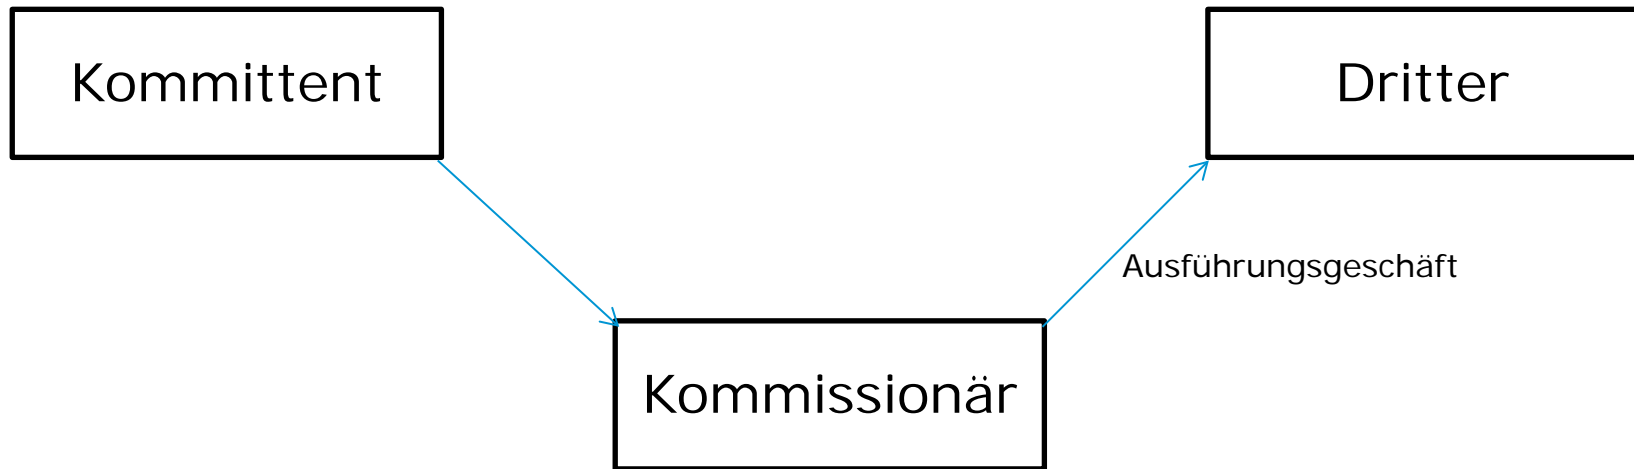 Kommittent
Dritter
Ausführungsgeschäft
Kommissionär